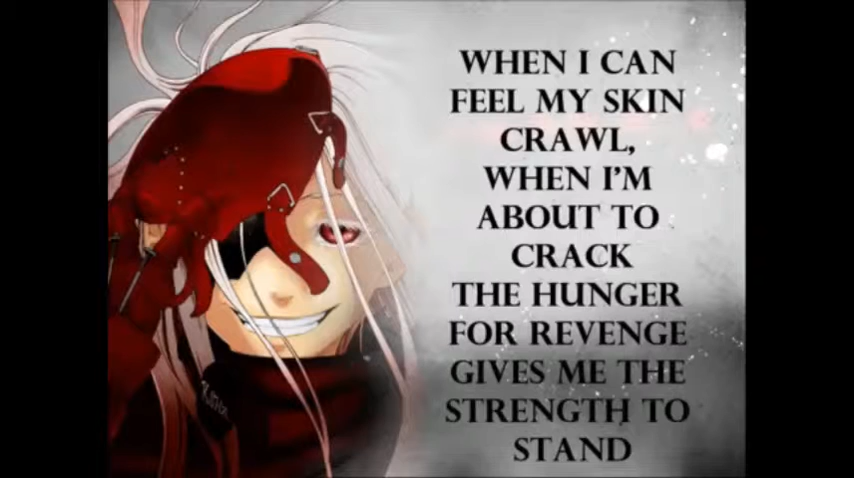 WHEN I CAN
FEEL MY SKIN
CRAWL,
WHEN I'M
ABOUT TO
CRACK
THE HUNGER
FOR REVENGE
GIVES ME THE
STRENGTH TO
STAND